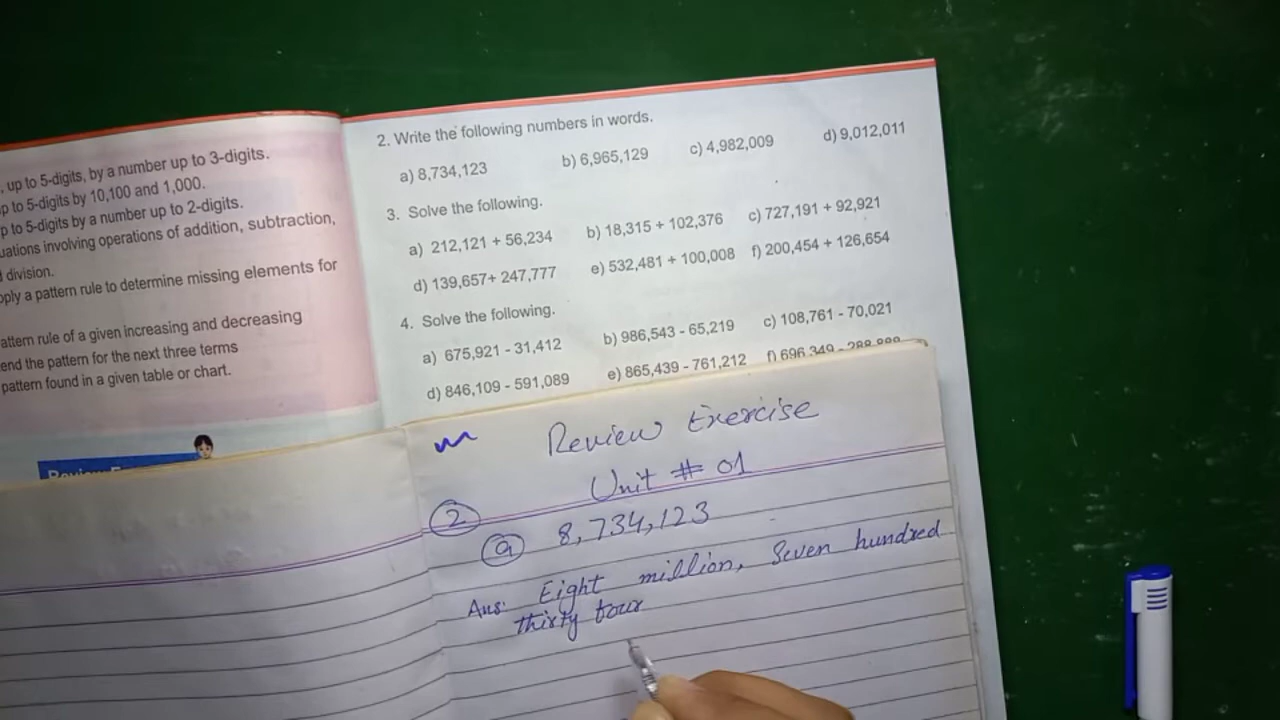 , up to 5-digits, by a number up to 3-digits.
p to 5-digits by 10,100 and 1,000.
p to 5-digits by a number up to 2-digits.
uations involving operations of addition, subtraction,
d division.
pply a pattern rule to determine missing elements for
attern rule of a given increasing and decreasing
end the pattern for the next three terms
pattern found in a given table or chart.
Review
2. Write the following numbers in words.
a) 8,734,123 b) 6,965,129 c) 4,982,009 d) 9,012,011
3. Solve the following.
a) 212,121 + 56,234 b) 18,315 + 102,376 c) 727,191 + 92,921
d) 139,657+ 247,777 e) 532,481 + 100,008 f) 200,454 + 126,654
4. Solve the following.
a) 675,921 - 31,412 b) 986,543 - 65,219 c) 108,761 - 70,021
d) 846,109 - 591,089 e) 865,439 - 761,212 f) 696,349 - 288,889
Review Exercise
Unit # 01
2
a 8,734,123
Ans: Eight million, Seven hundred
thirty four